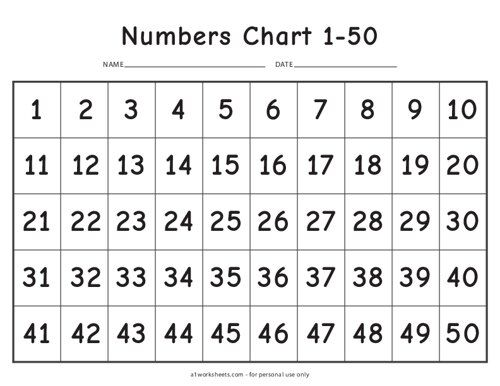 Numbers Chart 1-50
NAME DATE
1 2 3 4 5 6 7 8 9 10
11 12 13 14 15 16 17 18 19 20
21 22 23 24 25 26 27 28 29 30
31 32 33 34 35 36 37 38 39 40
41 42 43 44 45 46 47 48 49 50
a1worksheets.com - for personal use only